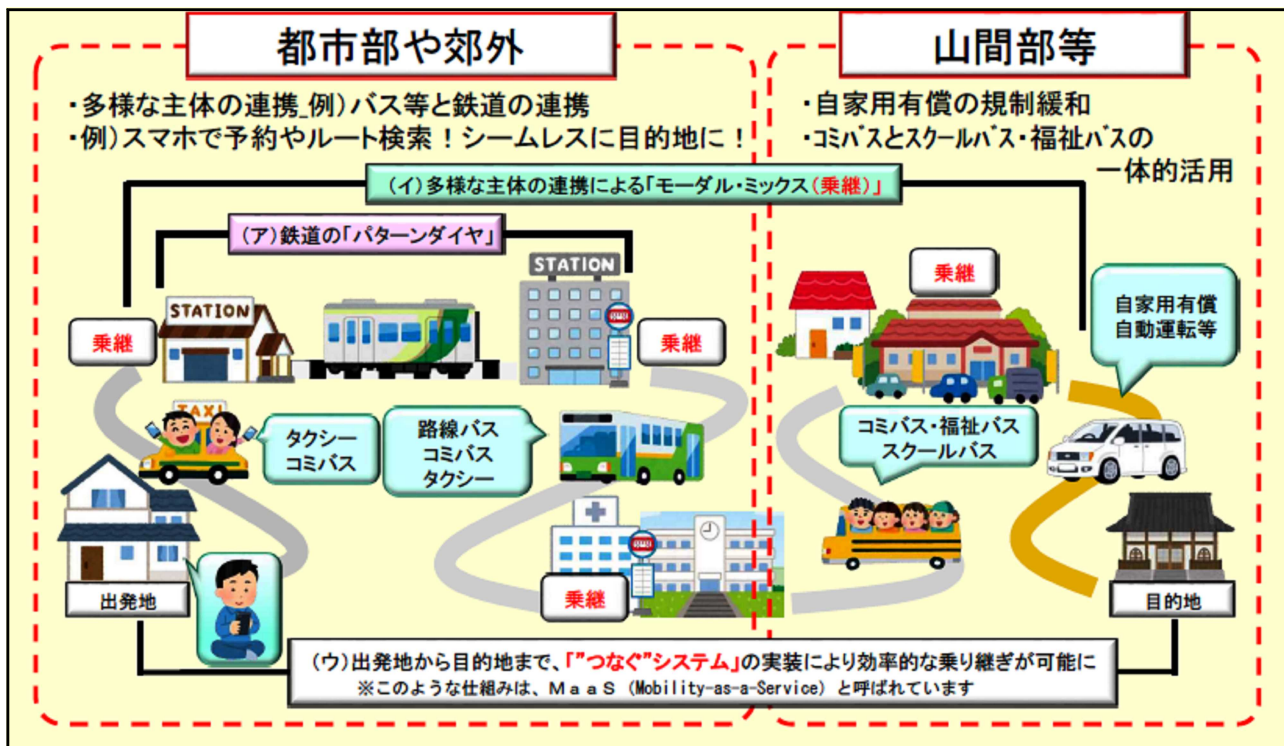 都市部や郊外
・多様な主体の連携_例)バス等と鉄道の連携
・例)スマホで予約やルート検索！シームレスに目的地に！
山間部等
・自家用有償の規制緩和
・コミバスとスクールバス・福祉バスの
一体的活用
(イ)多様な主体の連携による「モーダル・ミックス(乗継)」
(ア)鉄道の「パターンダイヤ」
STATION
STATION
乗継
乗継
乗継
自家用有償
自動運転等
TAXI
タクシー
コミバス
路線バス
コミバス
タクシー
コミバス・福祉バス
スクールバス
乗継
出発地
目的地
(ウ)出発地から目的地まで、「"つなぐ"システム」の実装により効率的な乗り継ぎが可能に
※このような仕組みは、ＭａａＳ（Mobility-as-a-Service）と呼ばれています